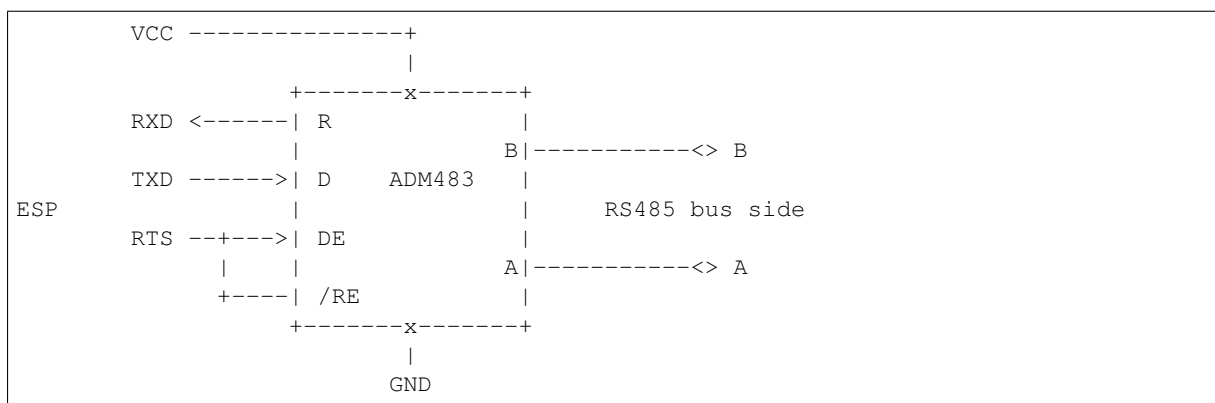 VCC ---------------+
|
+-------x-------+
RXD <------| R |
| B|-----------<> B
TXD ------>| D ADM483 |
ESP | | RS485 bus side
RTS --+--->| DE |
| | A|-----------<> A
+----| /RE |
+-------x-------+
|
GND